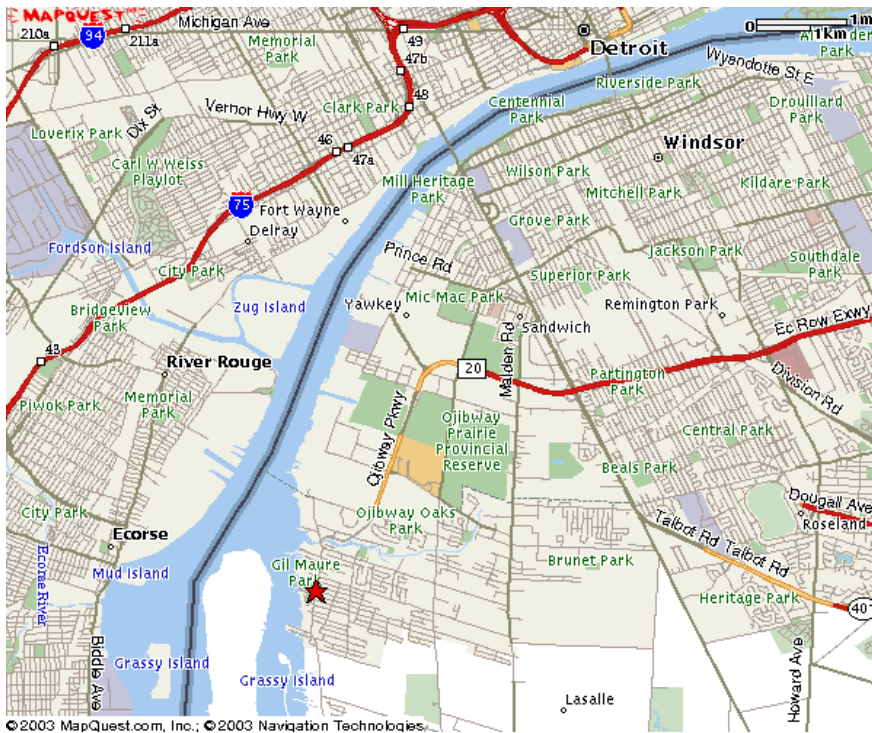 MAPQUEST
Michigan Ave
210a
211a
94
49
0
1m
1Km
Detroit
Memorial
Park
47b
Wyandotte St E
Riverside Park
Dix St
Vernor Hwy W
Clark Park
48
Centennial
Park
Drouillard
Park
Loverix Park
46
47a
Windsor
Carl W Weiss
Playlot
Mill Heritage
Park
Wilson Park
Mitchell Park
Kildare Park
75
Fort Wayne
Delray
Grove Park
Fordson Island
Prince Rd
Jackson Park
Southdale
Park
City Park
Superior Park
Bridgeview
Park
Zug Island
Yawkey
Mic Mac Park
Remington Park
Sandwich
Ec Row Expwy
43
River Rouge
20
Malden Rd
Partington
Park
Division Rd
Piwok Park
Memorial
Park
Ojibway Pkwy
Ojibway
Prairie
Provincial
Reserve
Central Park
Beals Park
City Park
Ojibway Oaks
Park
Dougall Ave
Roseland
Ecorse
Talbot Rd
Talbot Rd
Ecorse River
Mud Island
Gil Maure
Park
Brunet Park
Heritage Park
401
Biddle Ave
Grassy Island
Grassy Island
Howard Ave
Lasalle
©2003 MapQuest.com, Inc.; ©2003 Navigation Technologies